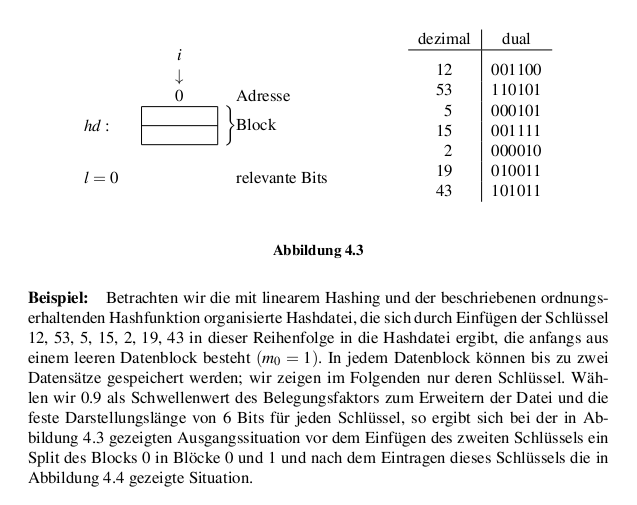 i
↓
0 Adresse
hd : Block
l = 0 relevante Bits
dezimal dual
12 001100
53 110101
5 000101
15 001111
2 000010
19 010011
43 101011
Abbildung 4.3
Beispiel: Betrachten wir die mit linearem Hashing und der beschriebenen ordnungs-
erhaltenden Hashfunktion organisierte Hashdatei, die sich durch Einfügen der Schlüssel
12, 53, 5, 15, 2, 19, 43 in dieser Reihenfolge in die Hashdatei ergibt, die anfangs aus
einem leeren Datenblock besteht (m₀ = 1). In jedem Datenblock können bis zu zwei
Datensätze gespeichert werden; wir zeigen im Folgenden nur deren Schlüssel. Wäh-
len wir 0.9 als Schwellenwert des Belegungsfaktors zum Erweitern der Datei und die
feste Darstellungslänge von 6 Bits für jeden Schlüssel, so ergibt sich bei der in Ab-
bildung 4.3 gezeigten Ausgangssituation vor dem Einfügen des zweiten Schlüssels ein
Split des Blocks 0 in Blöcke 0 und 1 und nach dem Eintragen dieses Schlüssels die in
Abbildung 4.4 gezeigte Situation.